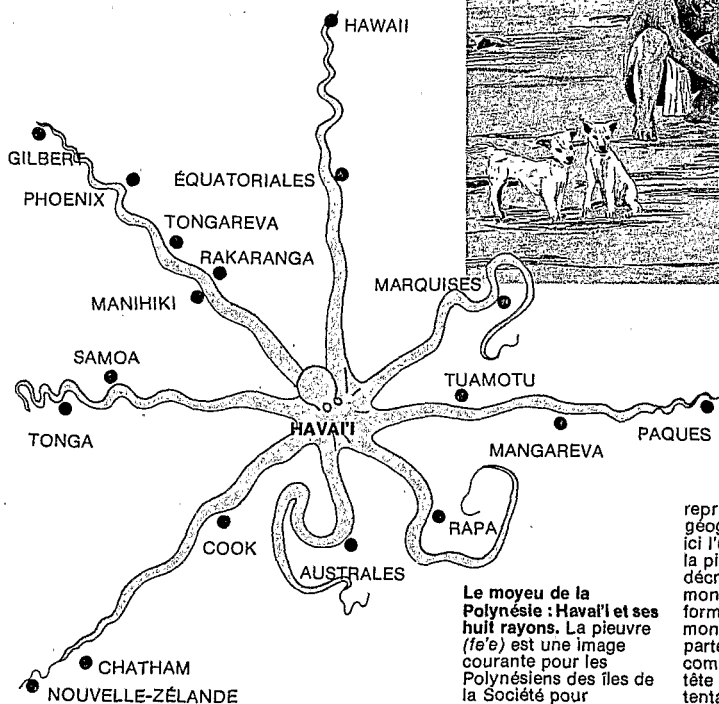 HAWAII
GILBERT
PHOENIX
ÉQUATORIALES
TONGAREVA
RAKARANGA
MANIHIKI
MARQUISES
SAMOA
TONGA
TUAMOTU
HAVAI'I
MANGAREVA
PAQUES
COOK
RAPA
AUSTRALES
CHATHAM
NOUVELLE-ZÉLANDE
Le moyeu de la
Polynésie : Havai'i et ses
huit rayons. La pieuvre
(fe'e) est une image
courante pour les
Polynésiens des îles de
la Société pour
repr
géog
ici l'
la pi
décr
mon
form
mon
parte
com
tête
tenta